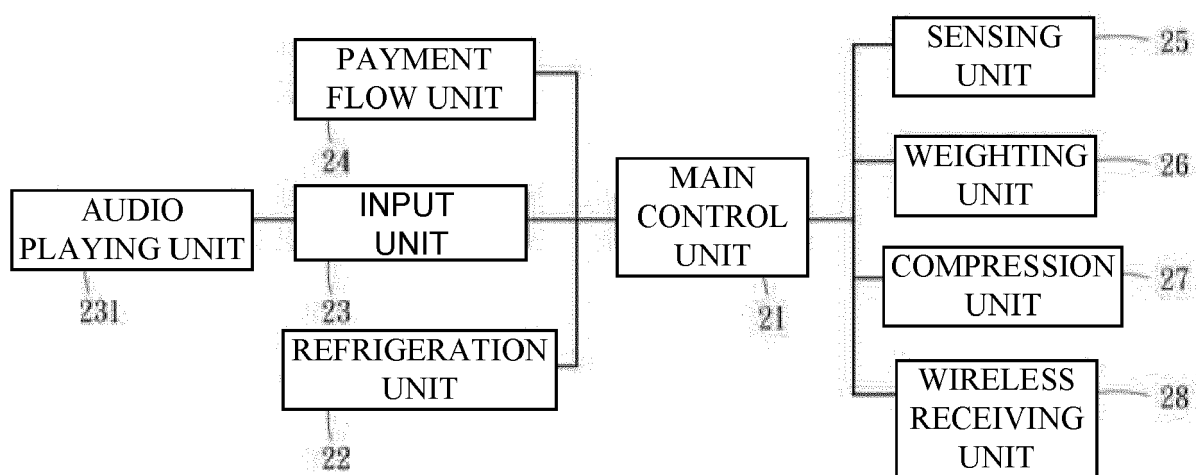 PAYMENT
FLOW UNIT
24
AUDIO
PLAYING UNIT
231
INPUT
UNIT
23
REFRIGERATION
UNIT
22
MAIN
CONTROL
UNIT
21
SENSING
UNIT
25
WEIGHTING
UNIT
26
COMPRESSION
UNIT
27
WIRELESS
RECEIVING
UNIT
28